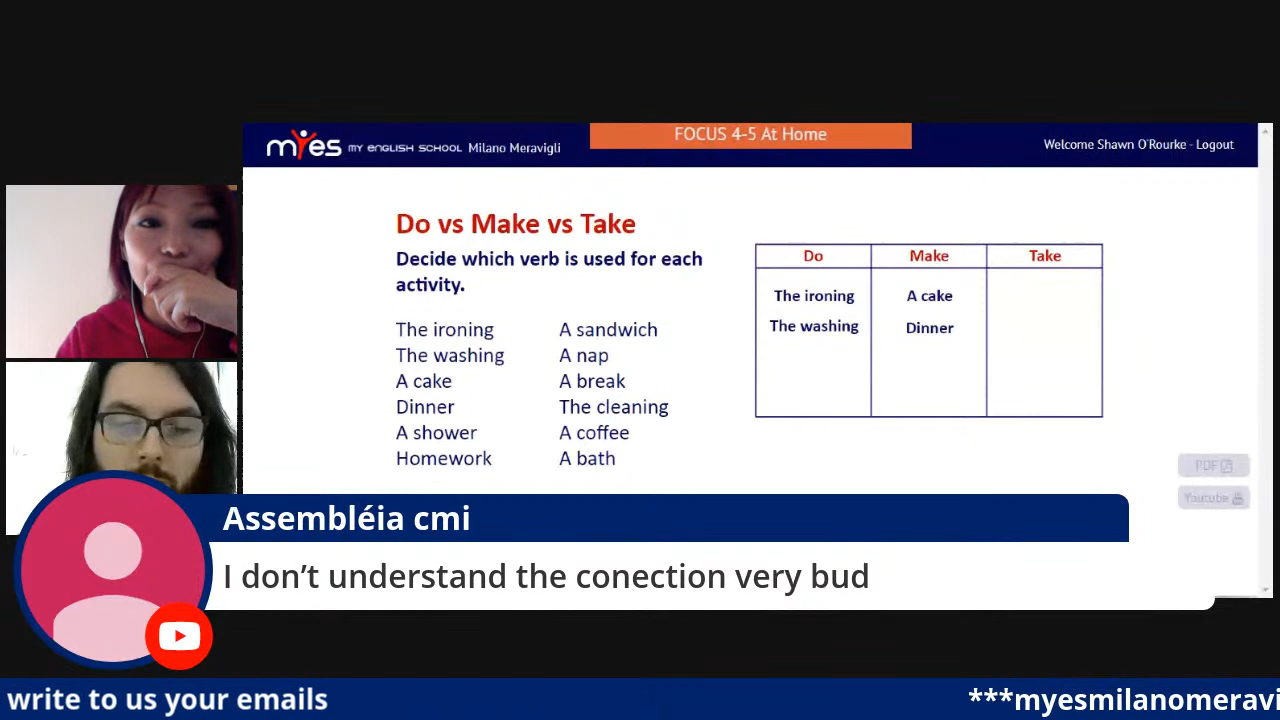 FOCUS 4-5 At Home
myes MY ENGLISH SCHOOL Milano Meravigli
Welcome Shawn O'Rourke - Logout
Do vs Make vs Take
Decide which verb is used for each
activity.
The ironing
The washing
A cake
Dinner
A shower
Homework
A sandwich
A nap
A break
The cleaning
A coffee
A bath
Do Make Take
The ironing A cake
The washing Dinner
PDF
Youtube
Assembléia cmi
I don’t understand the conection very bud
write to us your emails
***myesmilanomeravi